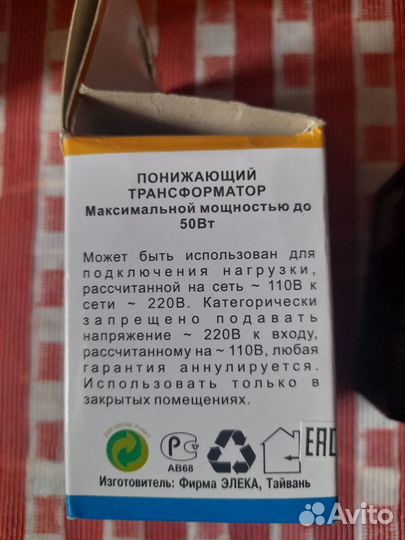 ПОНИЖАЮЩИЙ
ТРАНСФОРМАТОР
Максимальной мощностью до
50Вт
Может быть использован для
подключения нагрузки,
рассчитанной на сеть ~ 110В к
сети ~ 220В. Категорически
запрещено подавать
напряжение ~ 220В к входу,
рассчитанному на ~ 110В, любая
гарантия аннулируется.
Использовать только в
закрытых помещениях.
АВ68
EAC
Изготовитель: Фирма ЭЛЕКА, Тайвань
Avito